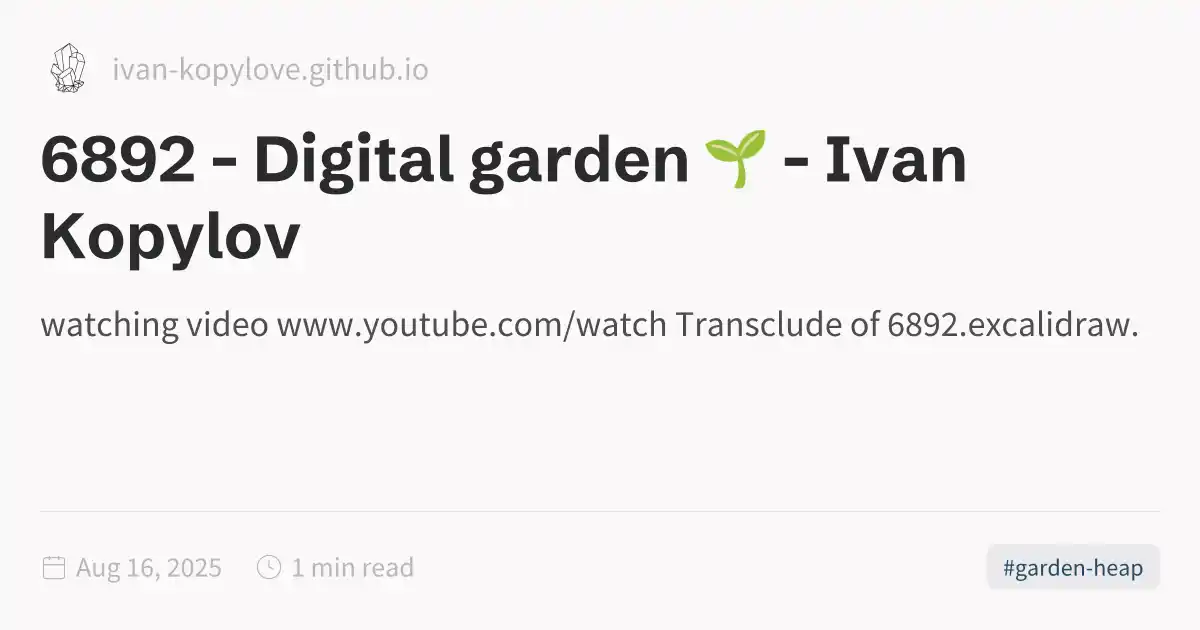 ivan-kopylove.github.io
6892 - Digital garden 🌱 - Ivan
Kopylov
watching video www.youtube.com/watch Transclude of 6892.excalidraw.
Aug 16, 2025
1 min read
#garden-heap